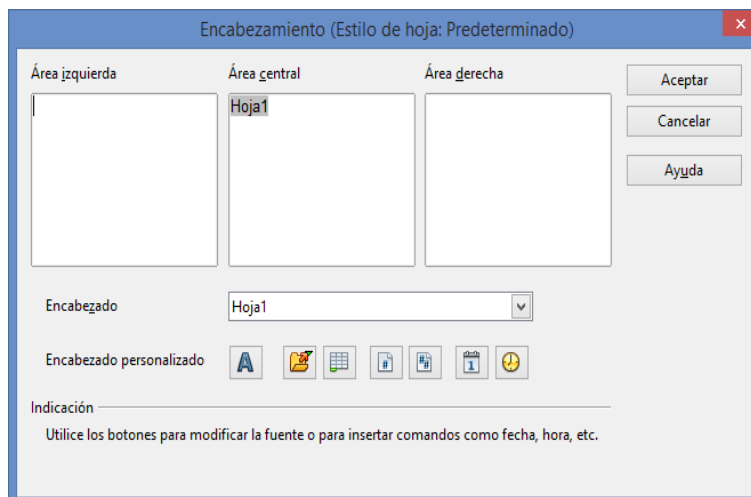 Encabezamiento (Estilo de hoja: Predeterminado)
x
Área izquierda
Área central
Área derecha
Hoja1
Aceptar
Cancelar
Ayuda
Encabezado
Hoja1
Encabezado personalizado
A
#
#
1
Indicación
Utilice los botones para modificar la fuente o para insertar comandos como fecha, hora, etc.